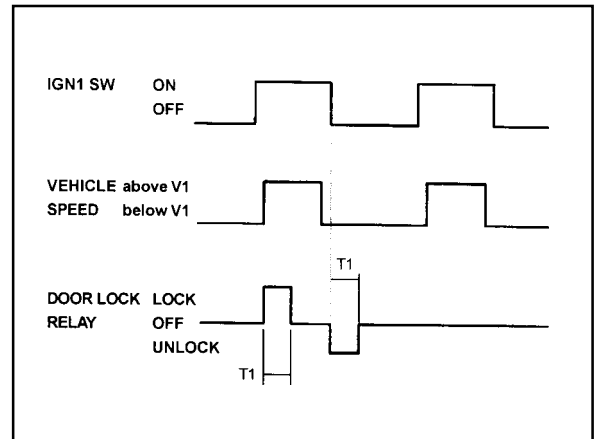 IGN1 SW ON
OFF
VEHICLE above V1
SPEED below V1
T1
DOOR LOCK LOCK
RELAY OFF
UNLOCK
T1